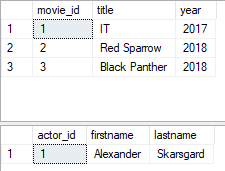 movie_id title year
1 1 IT 2017
2 2 Red Sparrow 2018
3 3 Black Panther 2018
actor_id firstname lastname
1 1 Alexander Skarsgard